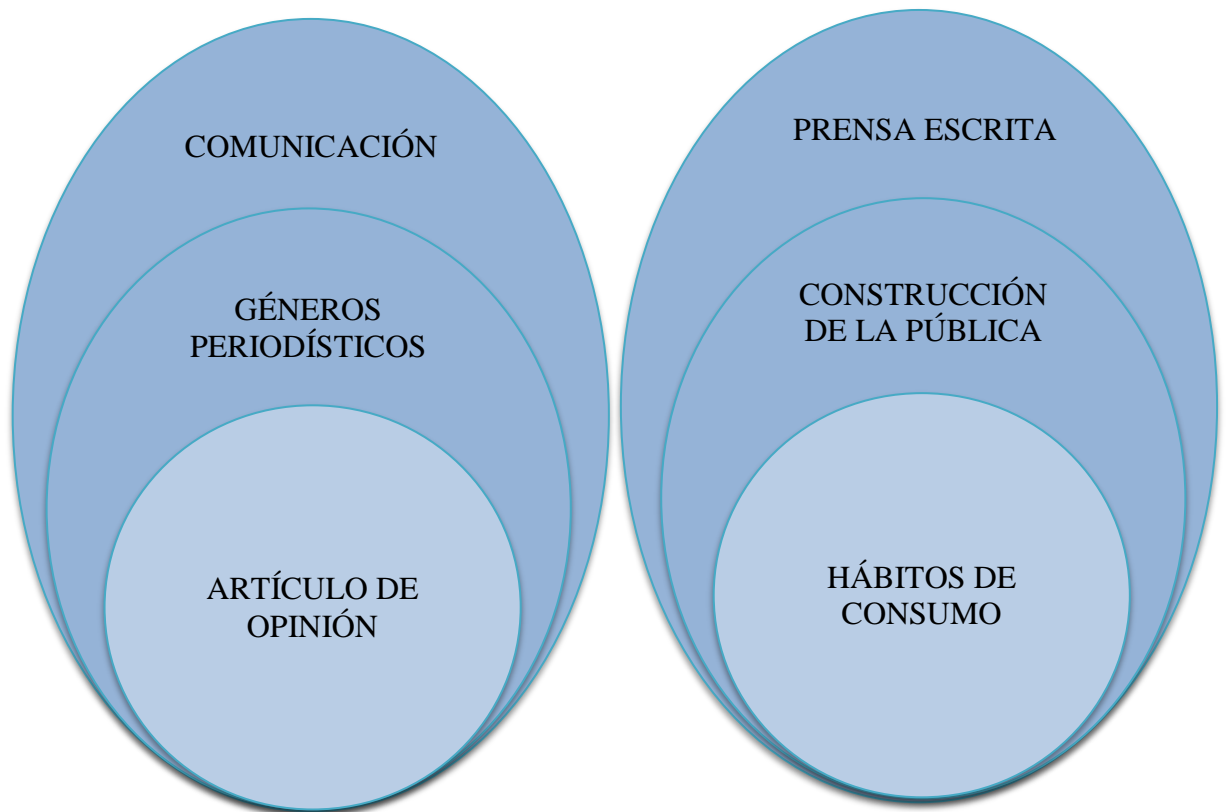 COMUNICACIÓN
GÉNEROS
PERIODÍSTICOS
ARTÍCULO DE
OPINIÓN
PRENSA ESCRITA
CONSTRUCCIÓN
DE LA PÚBLICA
HÁBITOS DE
CONSUMO